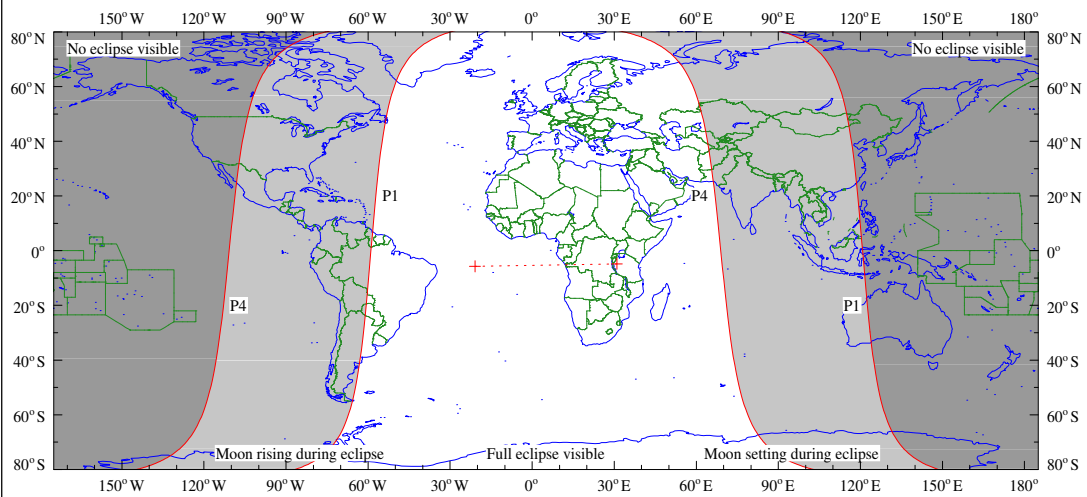 150° W 120° W 90° W 60° W 30° W 0° 30° E 60° E 90° E 120° E 150° E 180°
80° N No eclipse visible No eclipse visible 80° N
60° N 60° N
40° N 40° N
20° N P1 P4 20° N
0° 0°
20° S P4 P1 20° S
40° S 40° S
60° S 60° S
Moon rising during eclipse Full eclipse visible Moon setting during eclipse
80° S 80° S
150° W 120° W 90° W 60° W 30° W 0° 30° E 60° E 90° E 120° E 150° E 180°